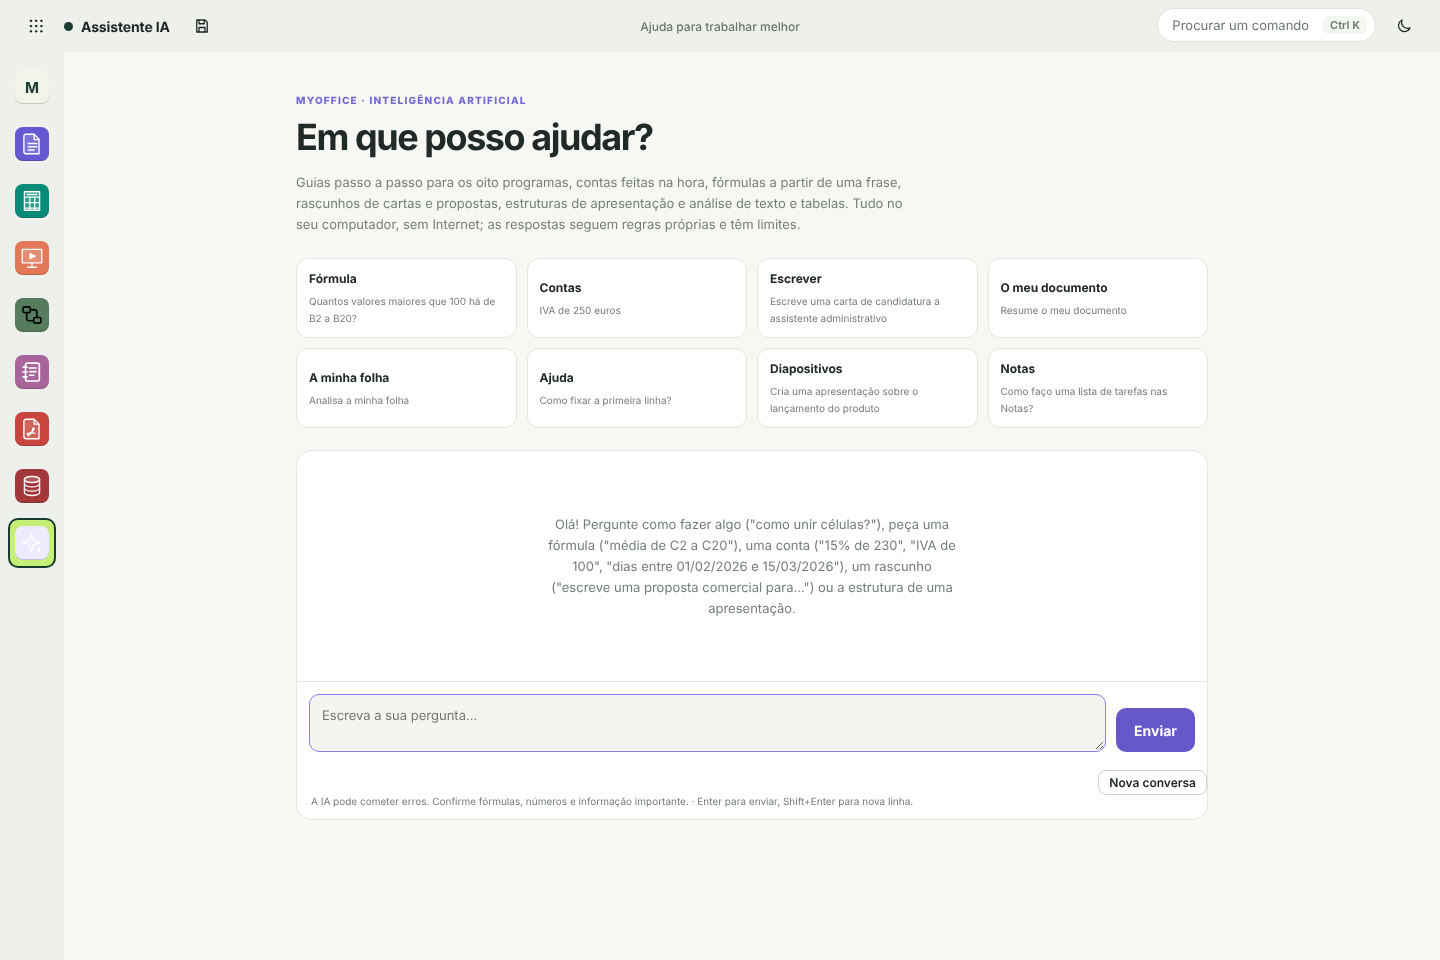 Assistente IA
Ajuda para trabalhar melhor
Procurar um comando
Ctrl K
M
MYOFFICE · INTELIGÊNCIA ARTIFICIAL
Em que posso ajudar?
Guias passo a passo para os oito programas, contas feitas na hora, fórmulas a partir de uma frase,
rascunhos de cartas e propostas, estruturas de apresentação e análise de texto e tabelas. Tudo no
seu computador, sem Internet; as respostas seguem regras próprias e têm limites.
Fórmula
Quantos valores maiores que 100 há de
B2 a B20?
Contas
IVA de 250 euros
Escrever
Escreve uma carta de candidatura a
assistente administrativo
O meu documento
Resume o meu documento
A minha folha
Analisa a minha folha
Ajuda
Como fixar a primeira linha?
Diapositivos
Cria uma apresentação sobre o
lançamento do produto
Notas
Como faço uma lista de tarefas nas
Notas?
Olá! Pergunte como fazer algo ("como unir células?"), peça uma
fórmula ("média de C2 a C20"), uma conta ("15% de 230", "IVA de
100", "dias entre 01/02/2026 e 15/03/2026"), um rascunho
("escreve uma proposta comercial para...") ou a estrutura de uma
apresentação.
Escreva a sua pergunta...
Enviar
Nova conversa
A IA pode cometer erros. Confirme fórmulas, números e informação importante. · Enter para enviar, Shift+Enter para nova linha.